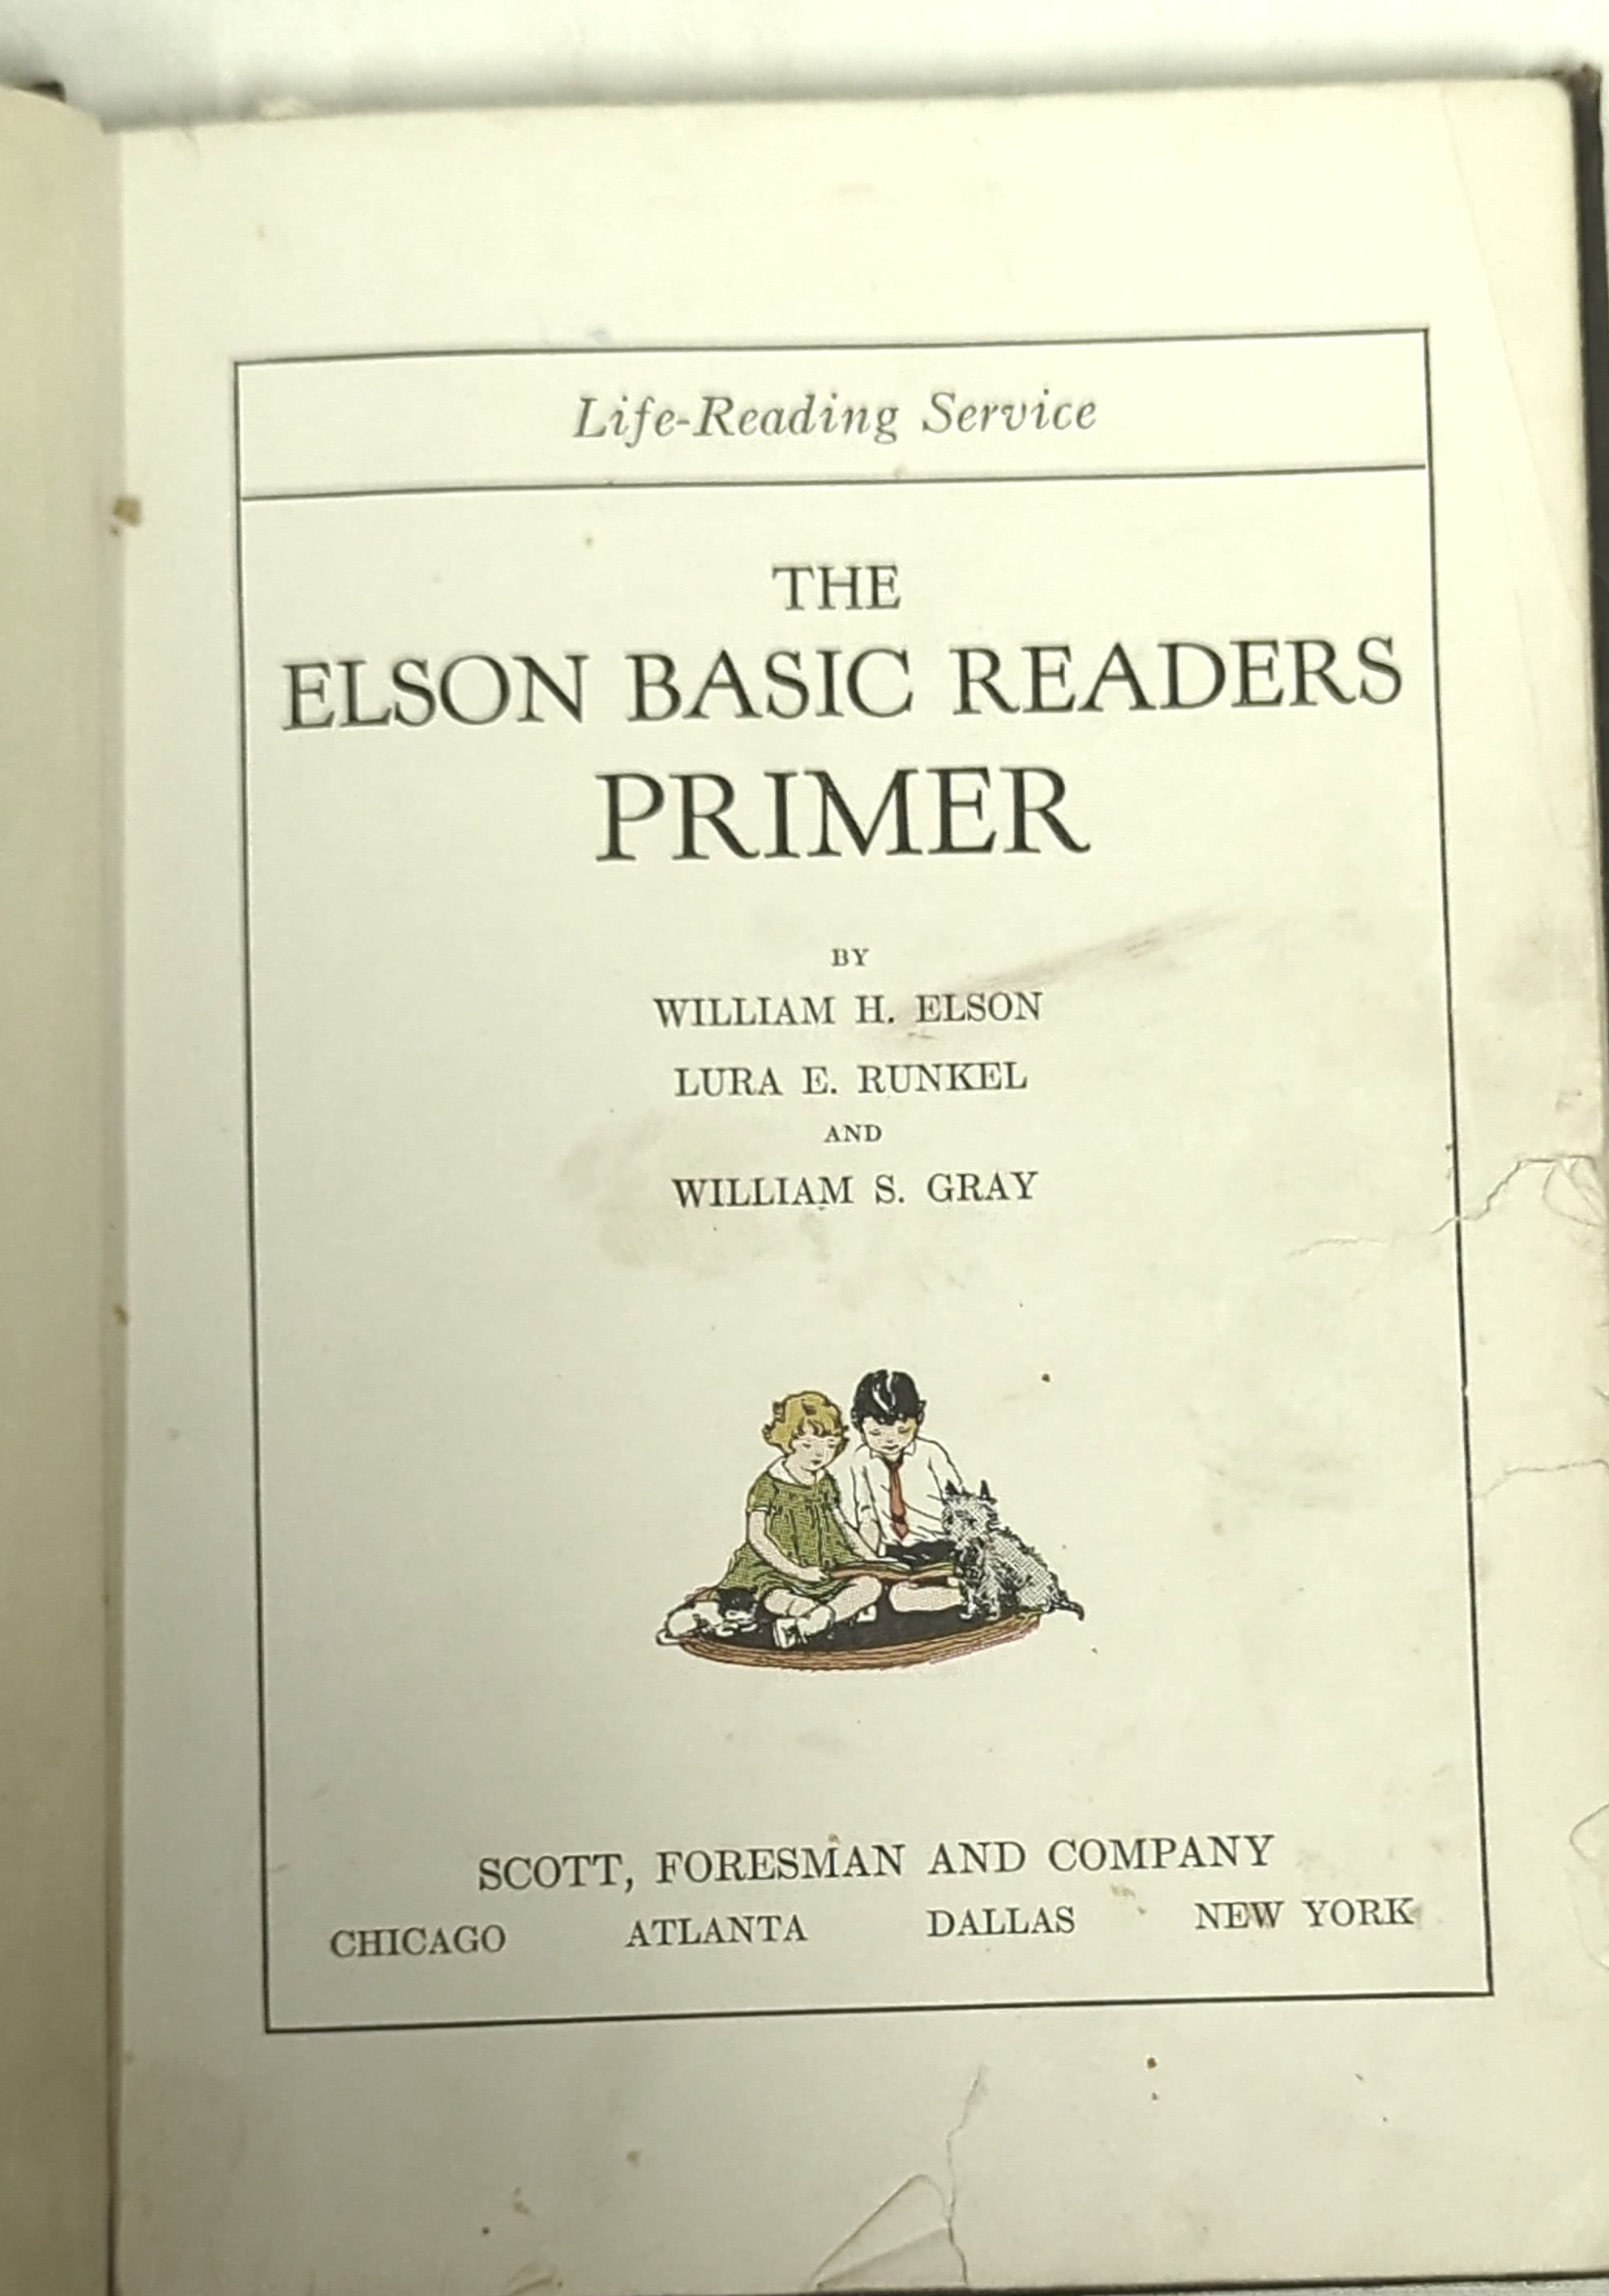 Life-Reading Service
THE
ELSON BASIC READERS
PRIMER
BY
WILLIAM H. ELSON
LURA E. RUNKEL
AND
WILLIAM S. GRAY
SCOTT, FORESMAN AND COMPANY
CHICAGO ATLANTA DALLAS NEW YORK